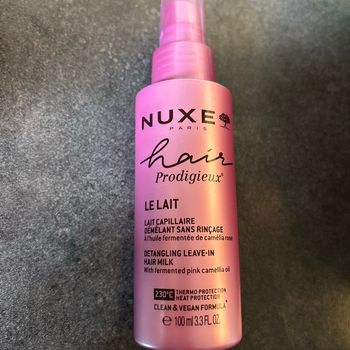 NUXE
PARIS
hair
Prodigieux®
LE LAIT
LAIT CAPILLAIRE
DÉMÊLANT SANS RINÇAGE
À l'huile fermentée de camélia rose
DETANGLING LEAVE-IN
HAIR MILK
With fermented pink camellia oil
230°C THERMO PROTECTION
HEAT PROTECTION
CLEAN & VEGAN FORMULA*
℮ 100 ml/3.3 FL. OZ.